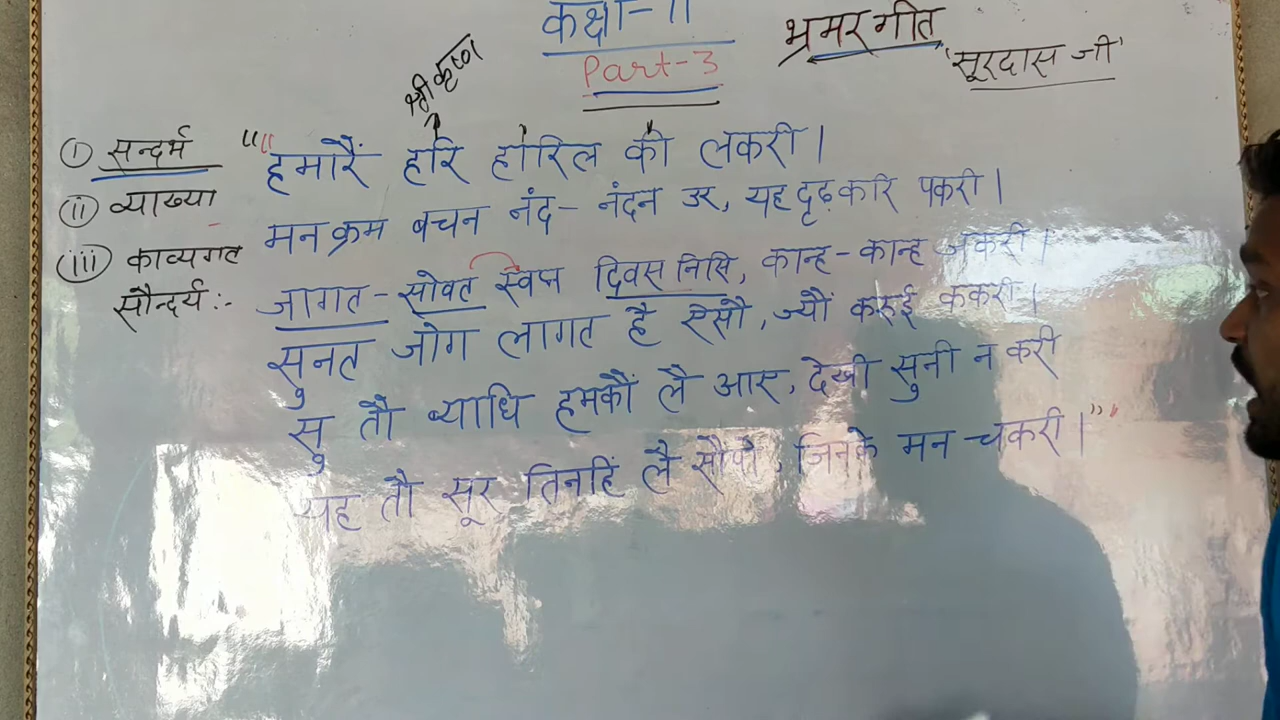 कक्षा-11
Part-3
भ्रमरगीत
'सूरदास जी'
श्री कृष्ण
(i) सन्दर्भ
(ii) व्याख्या
(iii) काव्यगत
सौन्दर्य:-
"हमारैं हरि हारिल की लकरी।
मन क्रम बचन नंद-नंदन उर, यह दृढ़ करि पकरी।
जागत-सोवत स्वप्न दिवस निसि, कान्ह-कान्ह जकरी।
सुनत जोग लागत है ऐसौ, ज्यौं करुई ककरी।
सु तौ ब्याधि हमकौं लै आए, देखी सुनी न करी
यह तौ सूर तिनहिं लै सौंपौ, जिनके मन चकरी।"